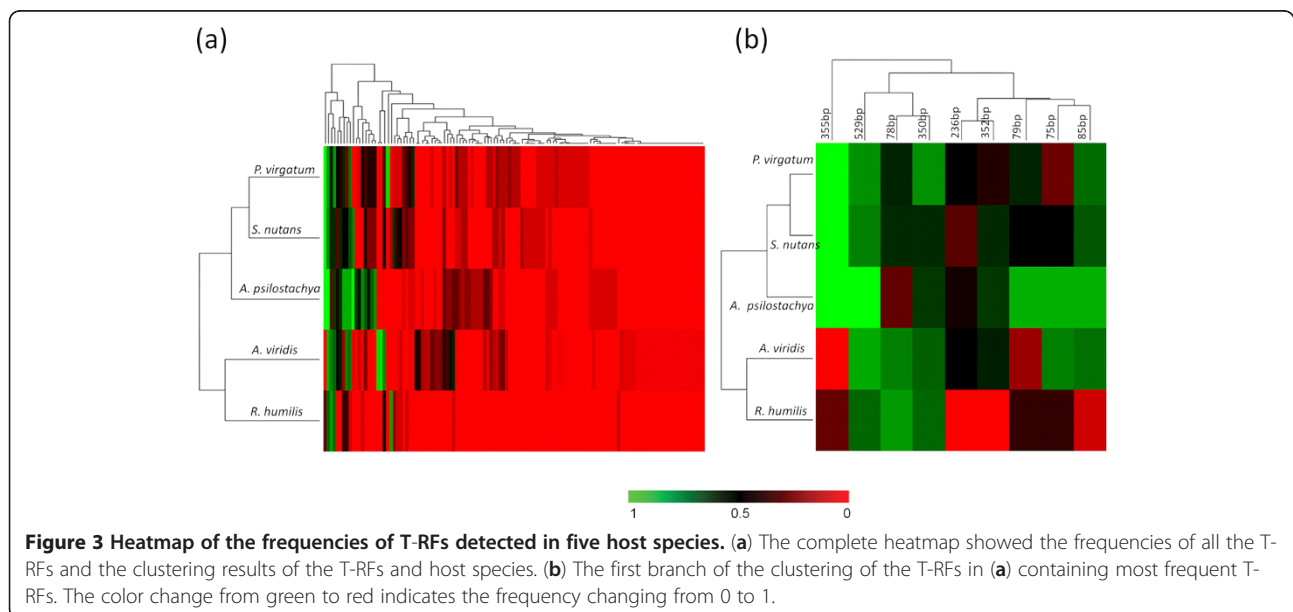 (a)
(b)
355bp
529bp
78bp
350bp
236bp
352bp
79bp
75bp
85bp
P. virgatum
S. nutans
A. psilostachya
A. viridis
R. humilis
P. virgatum
S. nutans
A. psilostachya
A. viridis
R. humilis
1 0.5 0
Figure 3 Heatmap of the frequencies of T-RFs detected in five host species. (a) The complete heatmap showed the frequencies of all the T-
RFs and the clustering results of the T-RFs and host species. (b) The first branch of the clustering of the T-RFs in (a) containing most frequent T-
RFs. The color change from green to red indicates the frequency changing from 0 to 1.